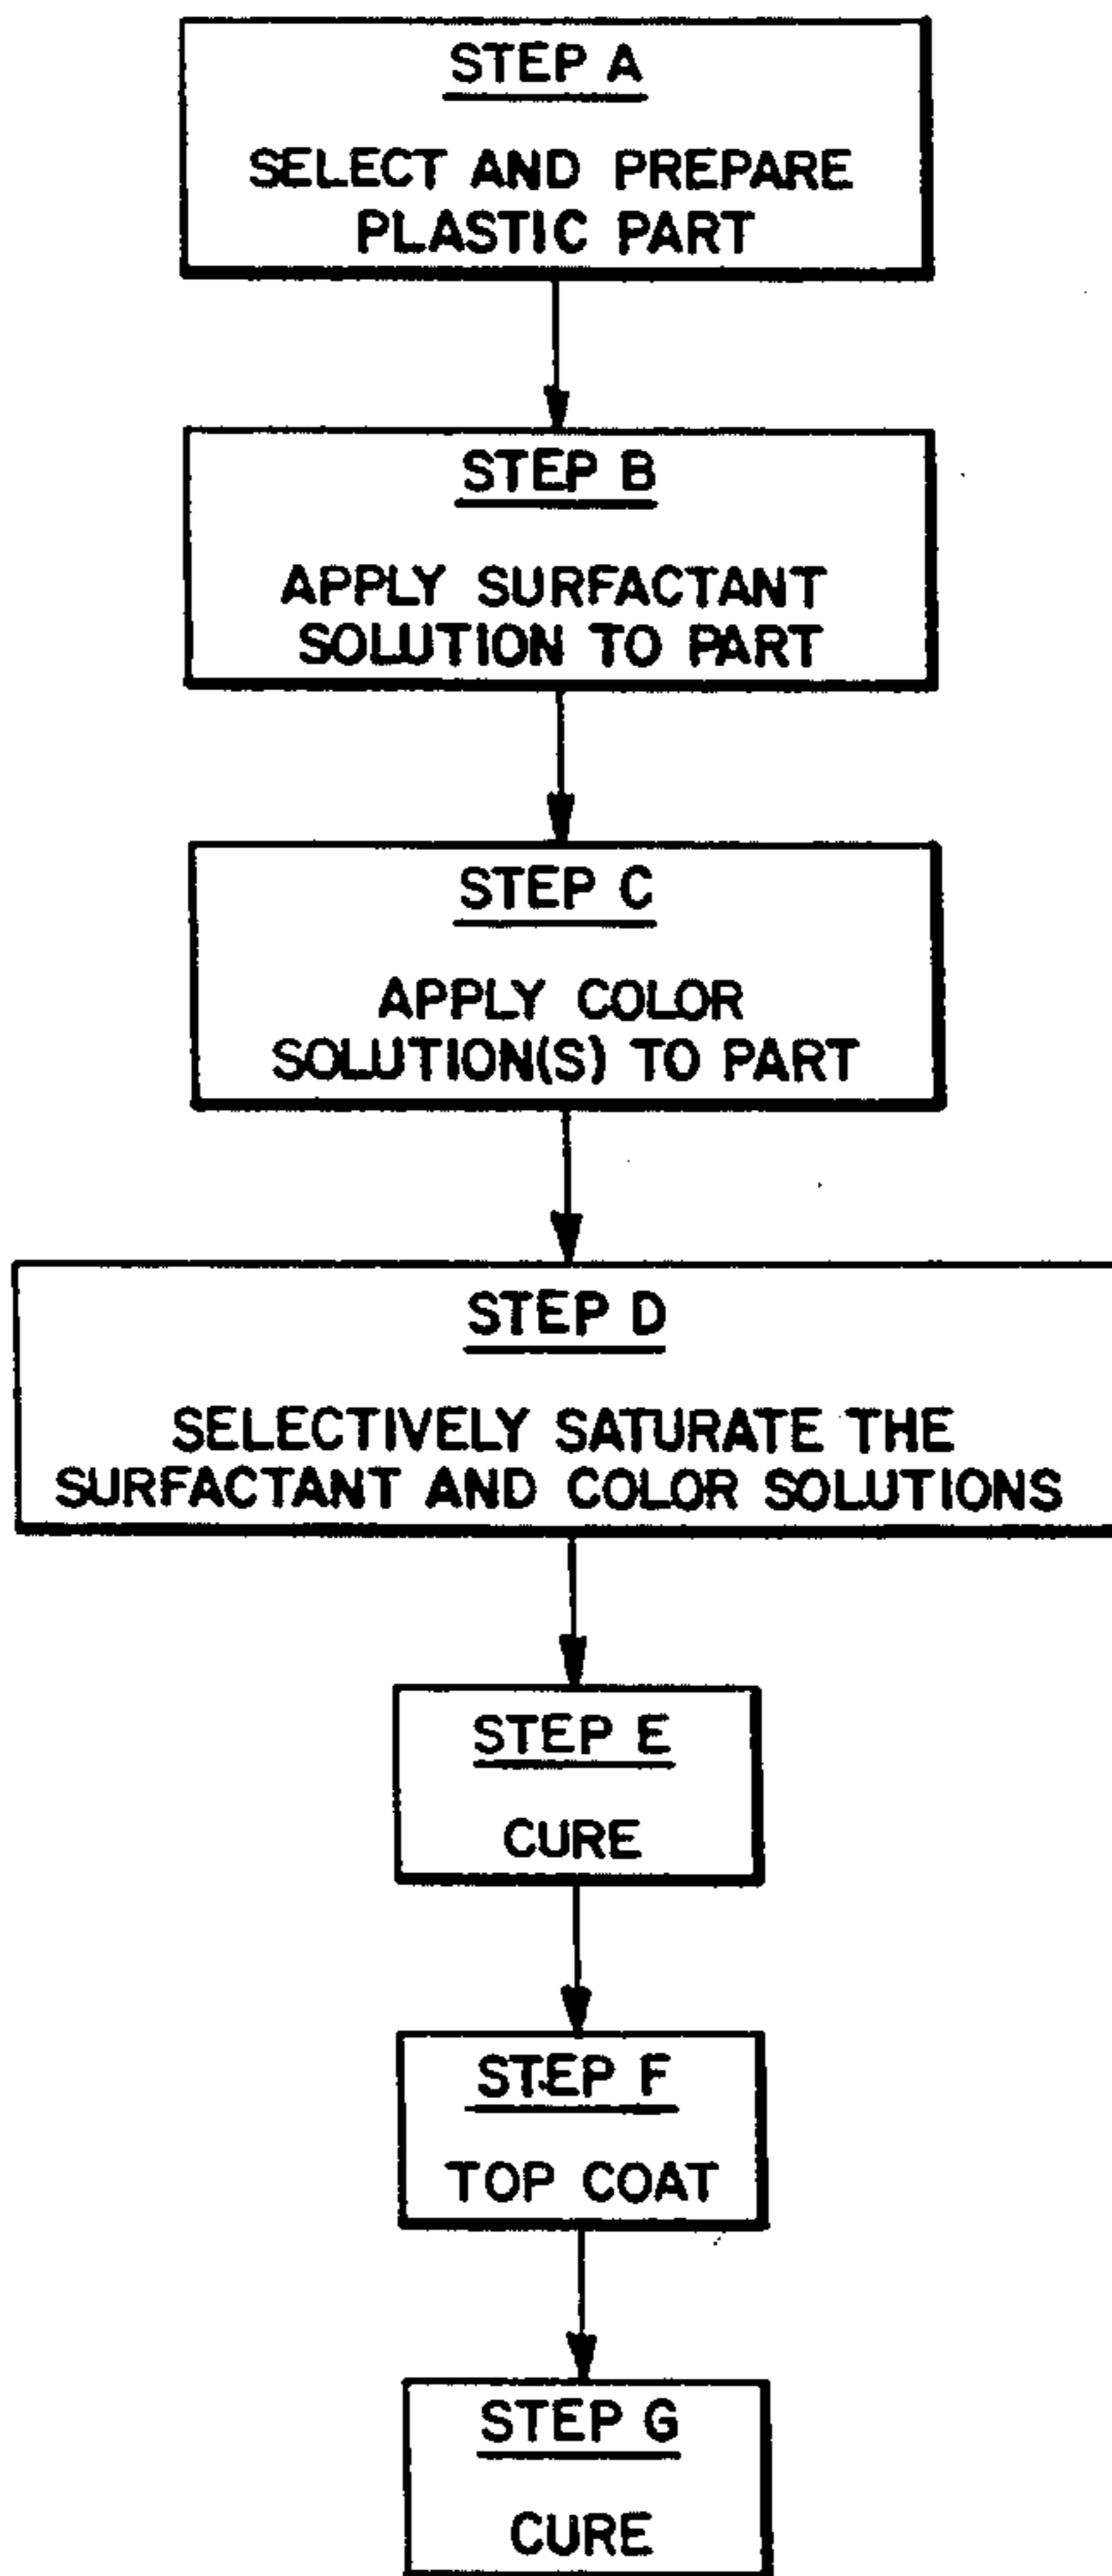 STEP A
SELECT AND PREPARE
PLASTIC PART
STEP B
APPLY SURFACTANT
SOLUTION TO PART
STEP C
APPLY COLOR
SOLUTION(S) TO PART
STEP D
SELECTIVELY SATURATE THE
SURFACTANT AND COLOR SOLUTIONS
STEP E
CURE
STEP F
TOP COAT
STEP G
CURE